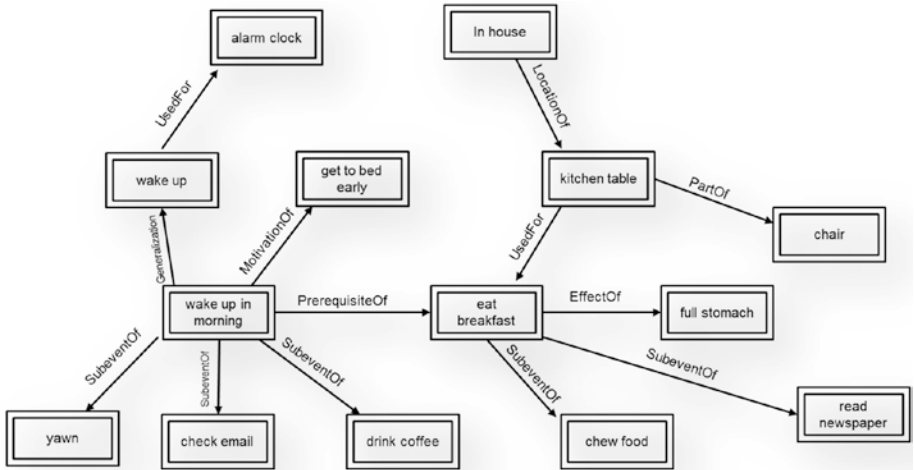 alarm clock
In house
UsedFor
LocationOf
wake up
get to bed
early
kitchen table
PartOf
chair
Generalization
MotivationOf
UsedFor
wake up in
morning
PrerequisiteOf
eat
breakfast
EffectOf
full stomach
SubeventOf
SubeventOf
SubeventOf
SubeventOf
SubeventOf
yawn
check email
drink coffee
chew food
read
newspaper